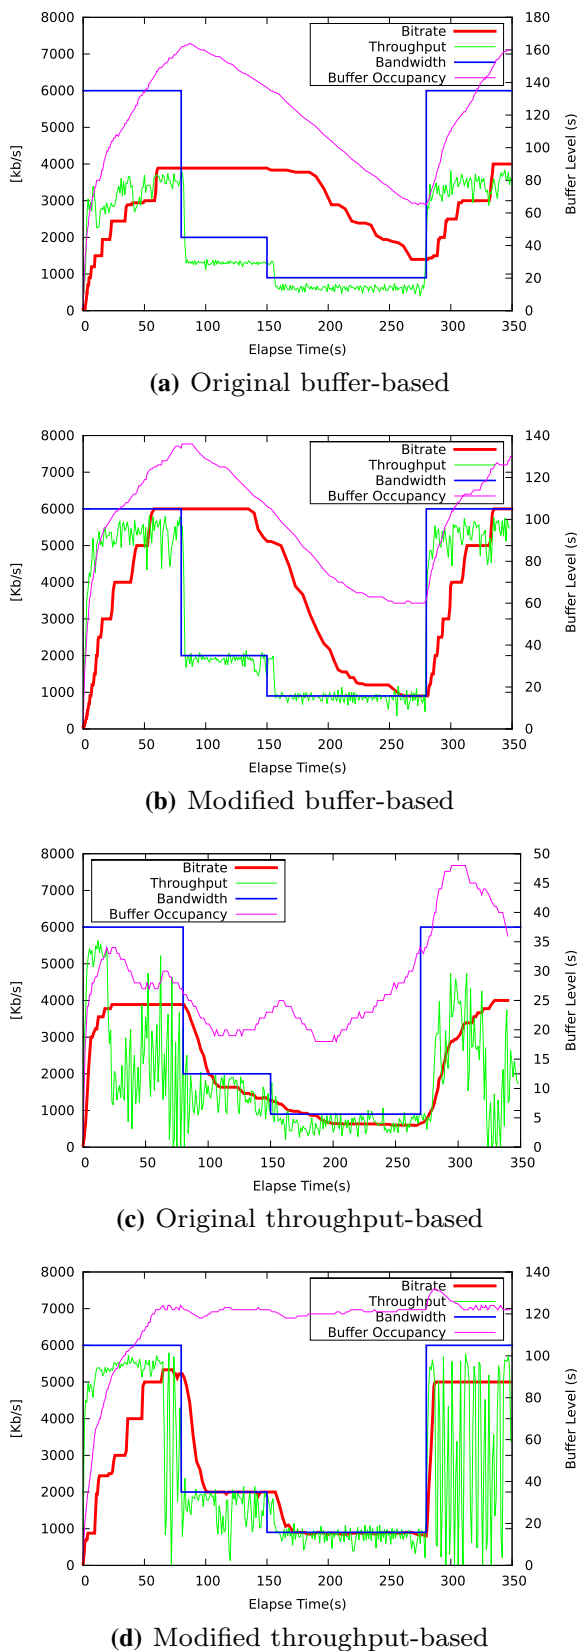 8000 180
Bitrate
Throughput
Bandwidth
Buffer Occupancy
7000 160
6000 140
5000 120
4000 100
3000 80
2000 60
1000 40
0 20
0
[kb/s]
Buffer Level (s)
0 50 100 150 200 250 300 350
Elapse Time(s)
(a) Original buffer-based
8000 140
Bitrate
Throughput
Bandwidth
Buffer Occupancy
7000 120
6000 100
5000 80
4000 60
3000 40
2000 20
1000 0
0
[Kb/s]
Buffer Level (s)
0 50 100 150 200 250 300 350
Elapse Time(s)
(b) Modified buffer-based
8000 50
Bitrate
Throughput
Bandwidth
Buffer Occupancy
7000 45
6000 40
5000 35
4000 30
3000 25
2000 20
1000 15
0 10
5
0
[Kb/s]
Buffer Level (s)
0 50 100 150 200 250 300 350
Elapse Time(s)
(c) Original throughput-based
8000 140
Bitrate
Throughput
Bandwidth
Buffer Occupancy
7000 120
6000 100
5000 80
4000 60
3000 40
2000 20
1000 0
0
[Kb/s]
Buffer Level (s)
0 50 100 150 200 250 300 350
Elapse Time(s)
(d) Modified throughput-based